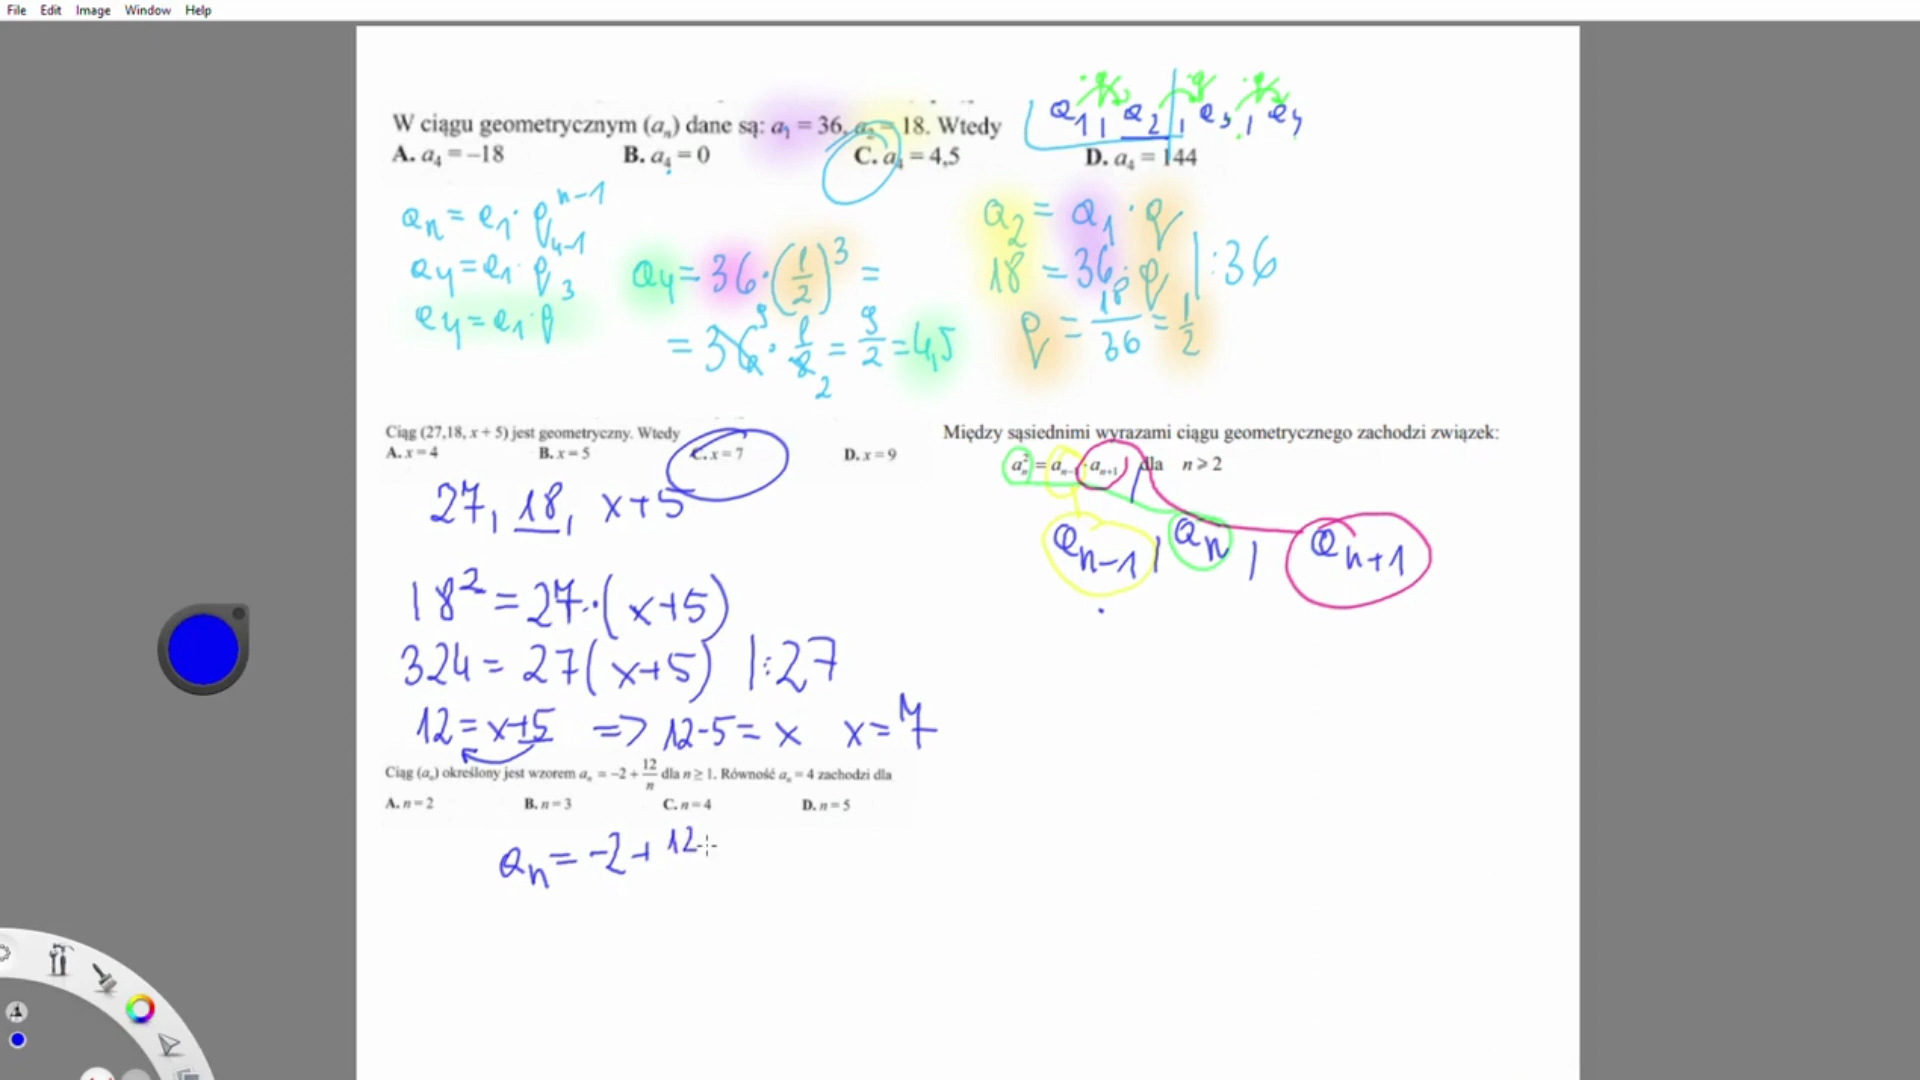 File Edit Image Window Help
W ciągu geometrycznym (aₙ) dane są: a₁ = 36, a₂ = 18. Wtedy
A. a₄ = −18 B. a₄ = 0 C. a₄ = 4,5 D. a₄ = 144
a₁, a₂, a₃, a₄
aₙ = a₁ · qⁿ⁻¹
a₄ = a₁ · q⁴⁻¹
a₄ = a₁ · q³
a₄ = 36 · (1/2)³ =
= 36 · 1/8 = 9/2 = 4,5
a₂ = a₁ · q
18 = 36 · q |:36
q = 18/36 = 1/2
Ciąg (27,18, x + 5) jest geometryczny. Wtedy
A. x = 4 B. x = 5 C. x = 7 D. x = 9
27, 18, x+5
18² = 27 · (x+5)
324 = 27(x+5) |:27
12 = x+5 => 12-5 = x x = 7
Między sąsiednimi wyrazami ciągu geometrycznego zachodzi związek:
aₙ² = aₙ₋₁ · aₙ₊₁ dla n ⩾ 2
aₙ₋₁, aₙ, aₙ₊₁
Ciąg (aₙ) określony jest wzorem aₙ = −2 + 12/n dla n ≥ 1. Równość aₙ = 4 zachodzi dla
A. n = 2 B. n = 3 C. n = 4 D. n = 5
aₙ = -2 + 12